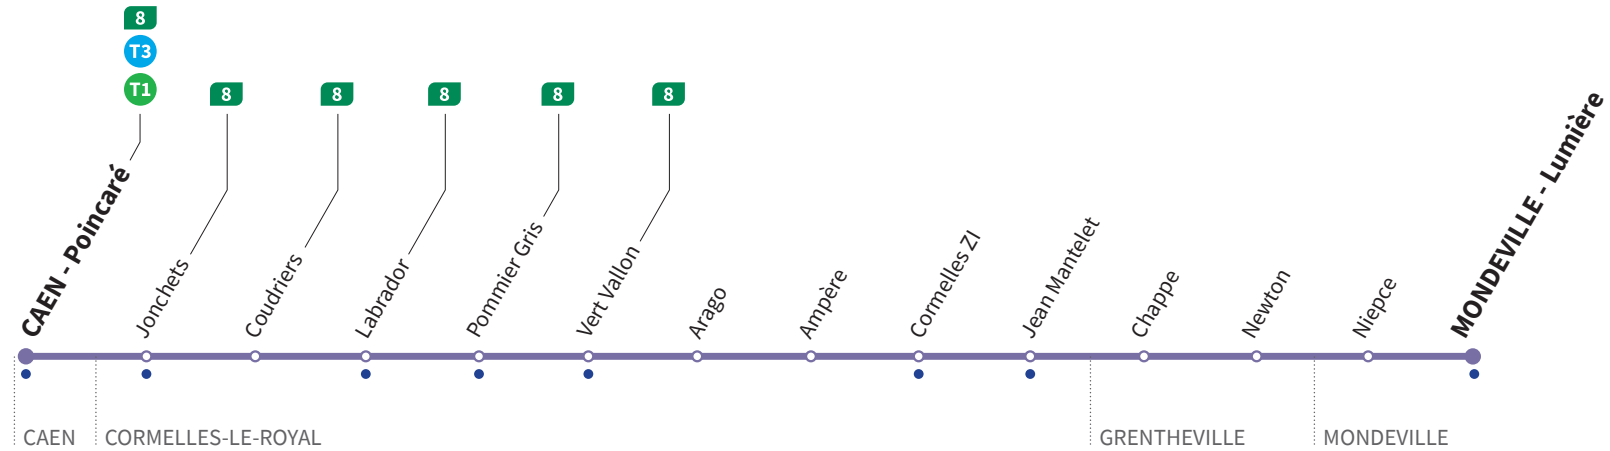 8
T3
T1
8
8
8
8
8
CAEN - Poincaré
Jonchets
Coudriers
Labrador
Pommier Gris
Vert Vallon
Arago
Ampère
Cormelles ZI
Jean Mantelet
Chappe
Newton
Niepce
MONDEVILLE - Lumière
CAEN
CORMELLES-LE-ROYAL
GRENTHEVILLE
MONDEVILLE